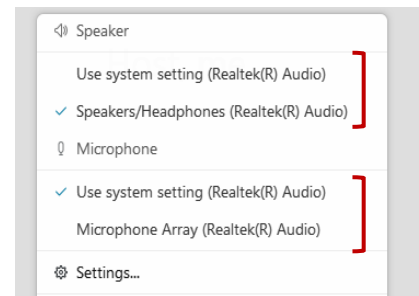 Speaker
Use system setting (Realtek(R) Audio)
Speakers/Headphones (Realtek(R) Audio)
Microphone
Use system setting (Realtek(R) Audio)
Microphone Array (Realtek(R) Audio)
Settings...